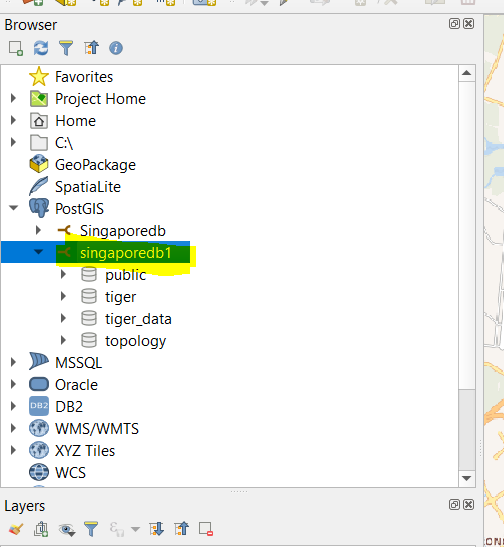 Browser
Favorites
Project Home
Home
C:\
GeoPackage
SpatiaLite
PostGIS
Singaporedb
singaporedb1
public
tiger
tiger_data
topology
MSSQL
Oracle
DB2
DB2
WMS/WMTS
XYZ Tiles
WCS
Layers
ε